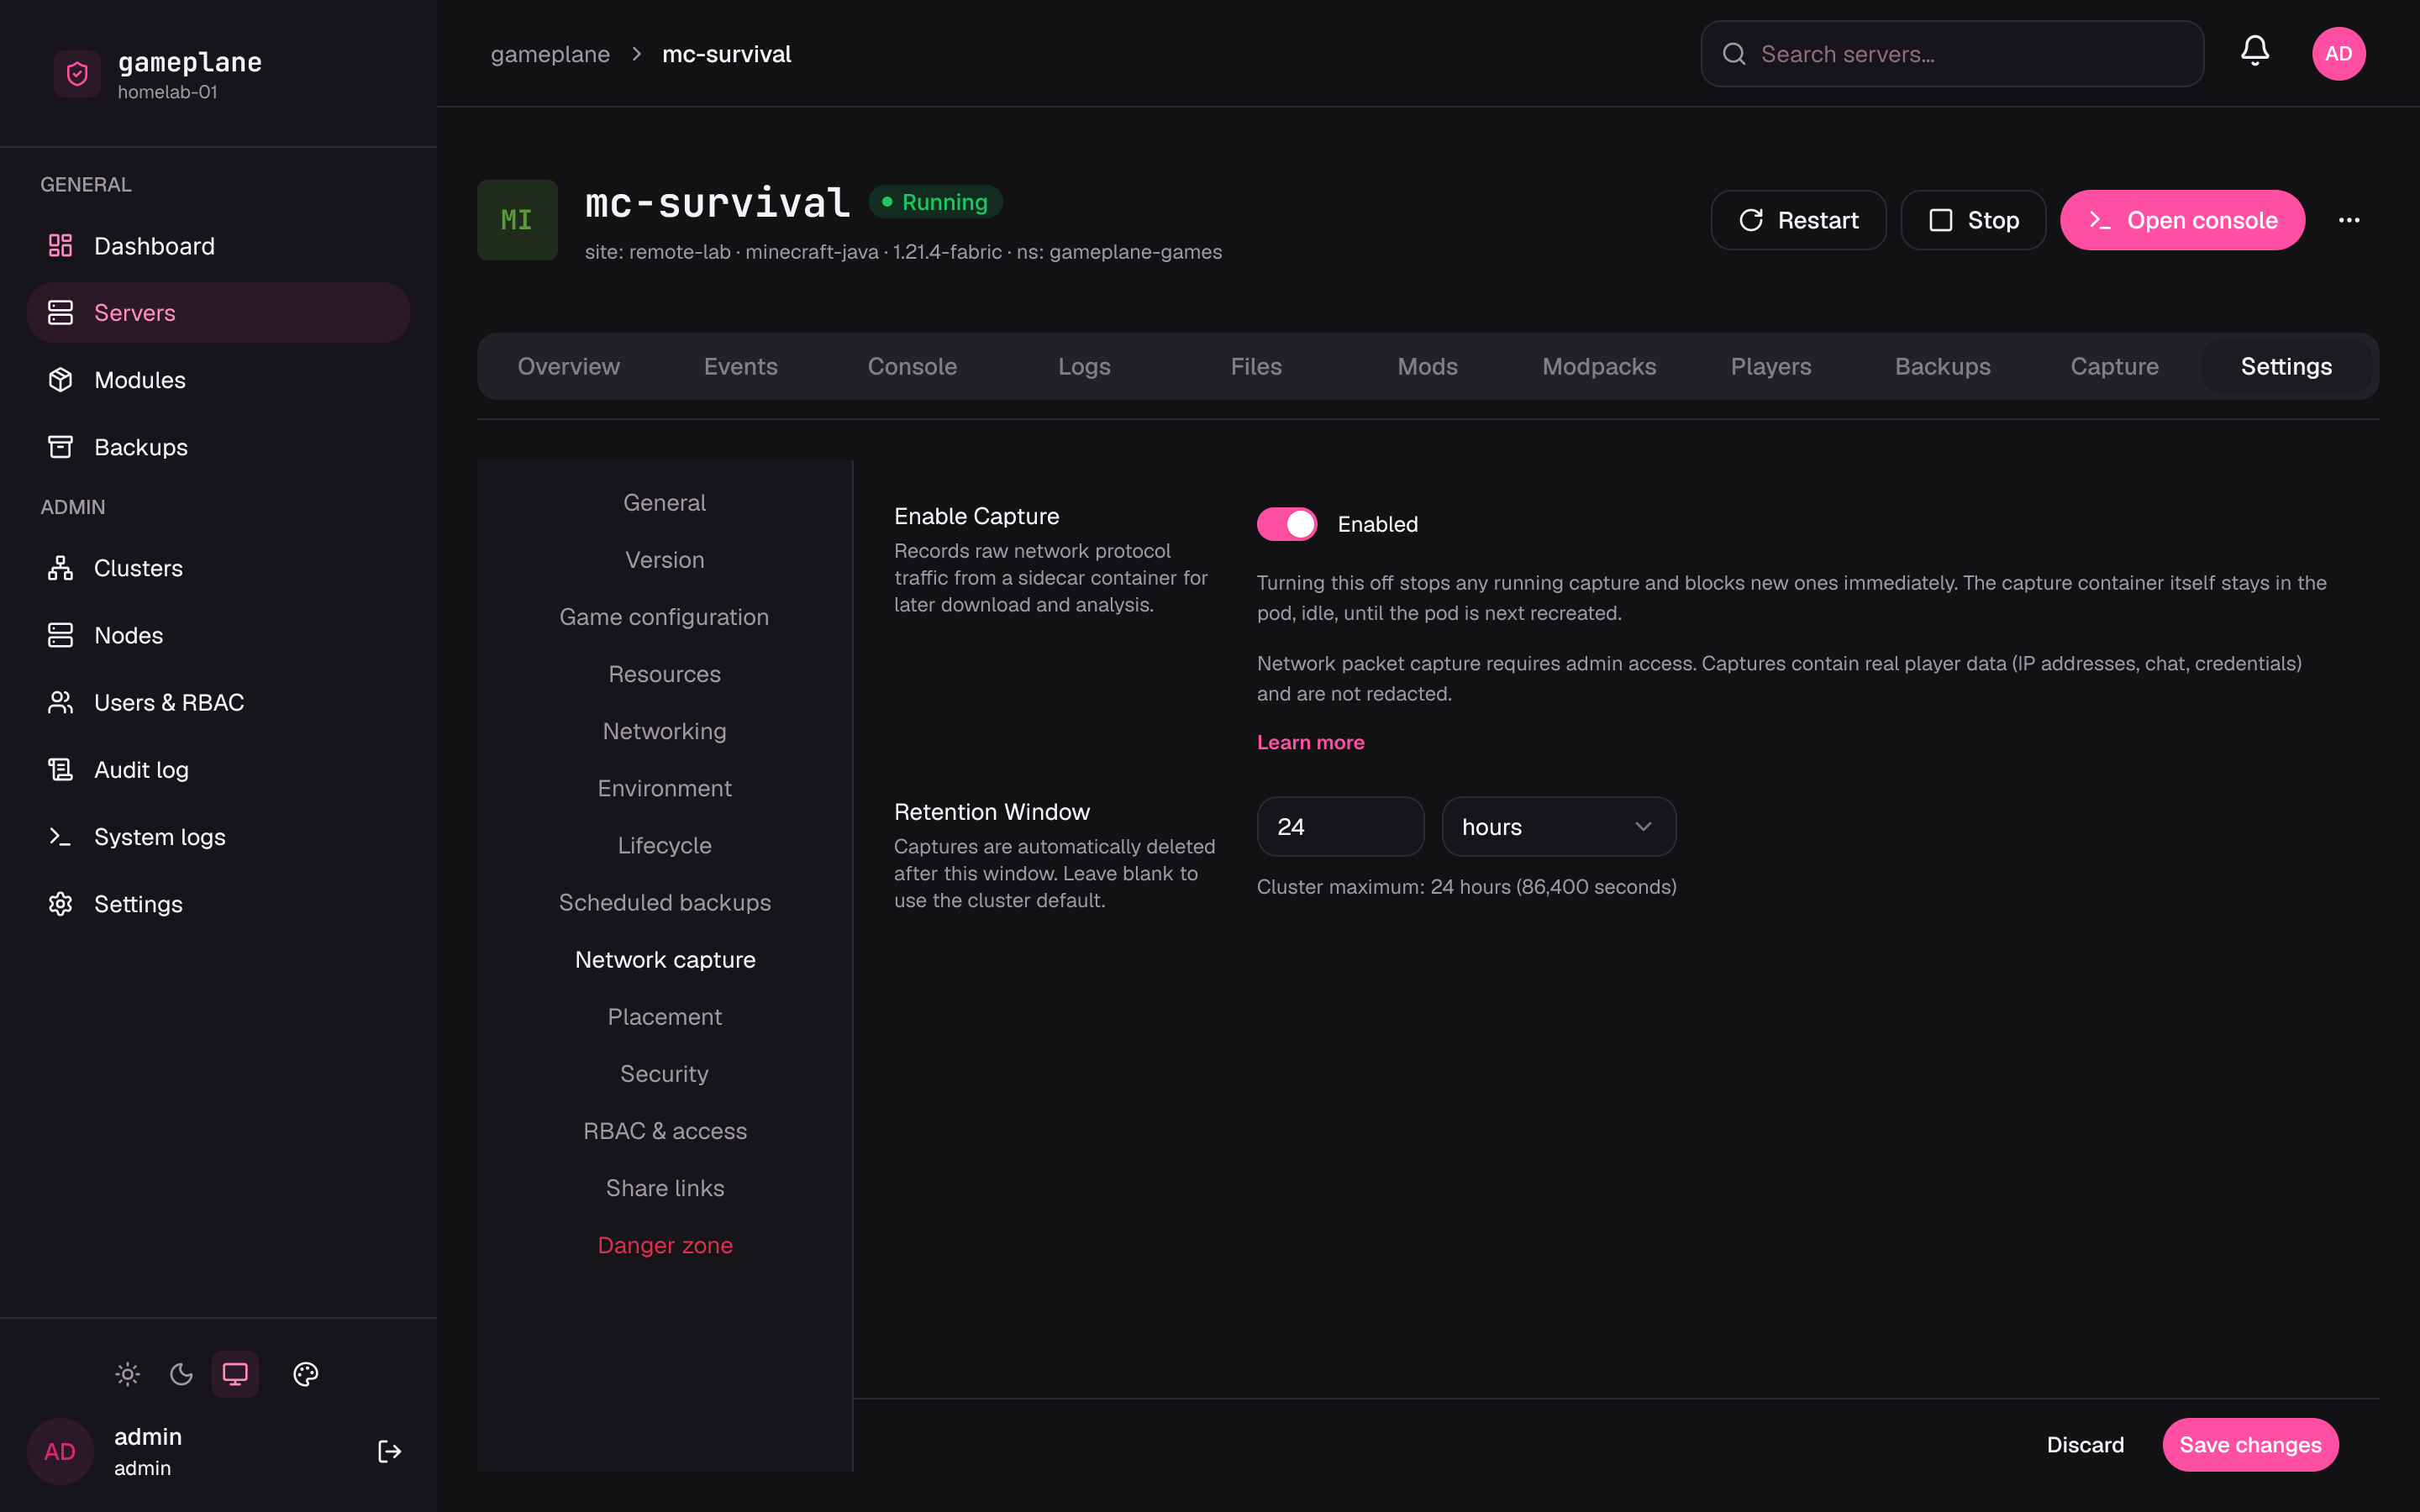 gameplane
homelab-01
GENERAL
Dashboard
Servers
Modules
Backups
ADMIN
Clusters
Nodes
Users & RBAC
Audit log
System logs
Settings
AD
admin
admin
gameplane
mc-survival
Search servers...
AD
MI
mc-survival
Running
site: remote-lab · minecraft-java · 1.21.4-fabric · ns: gameplane-games
Restart
Stop
Open console
Overview
Events
Console
Logs
Files
Mods
Modpacks
Players
Backups
Capture
Settings
General
Version
Game configuration
Resources
Networking
Environment
Lifecycle
Scheduled backups
Network capture
Placement
Security
RBAC & access
Share links
Danger zone
Enable Capture
Records raw network protocol
traffic from a sidecar container for
later download and analysis.
Enabled
Turning this off stops any running capture and blocks new ones immediately. The capture container itself stays in the
pod, idle, until the pod is next recreated.
Network packet capture requires admin access. Captures contain real player data (IP addresses, chat, credentials)
and are not redacted.
Learn more
Retention Window
Captures are automatically deleted
after this window. Leave blank to
use the cluster default.
24
hours
Cluster maximum: 24 hours (86,400 seconds)
Discard
Save changes